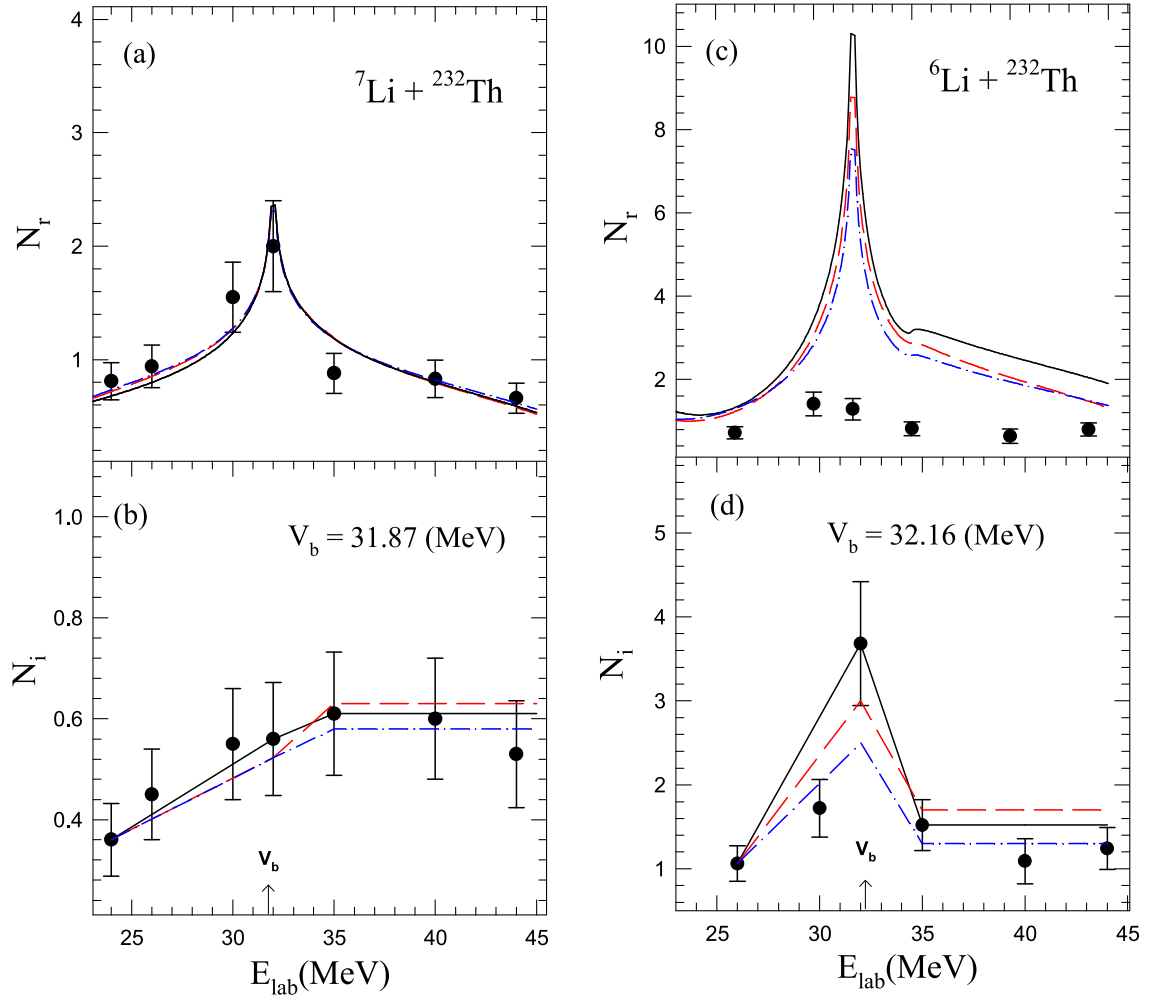 (a)
⁷Li + ²³²Th
4
3
2
1
N_r
(b)
V_b = 31.87 (MeV)
1.0
0.8
0.6
0.4
N_i
V_b
25 30 35 40 45
E_lab(MeV)
(c)
⁶Li + ²³²Th
10
8
6
4
2
N_r
(d)
V_b = 32.16 (MeV)
5
4
3
2
1
N_i
V_b
25 30 35 40 45
E_lab(MeV)